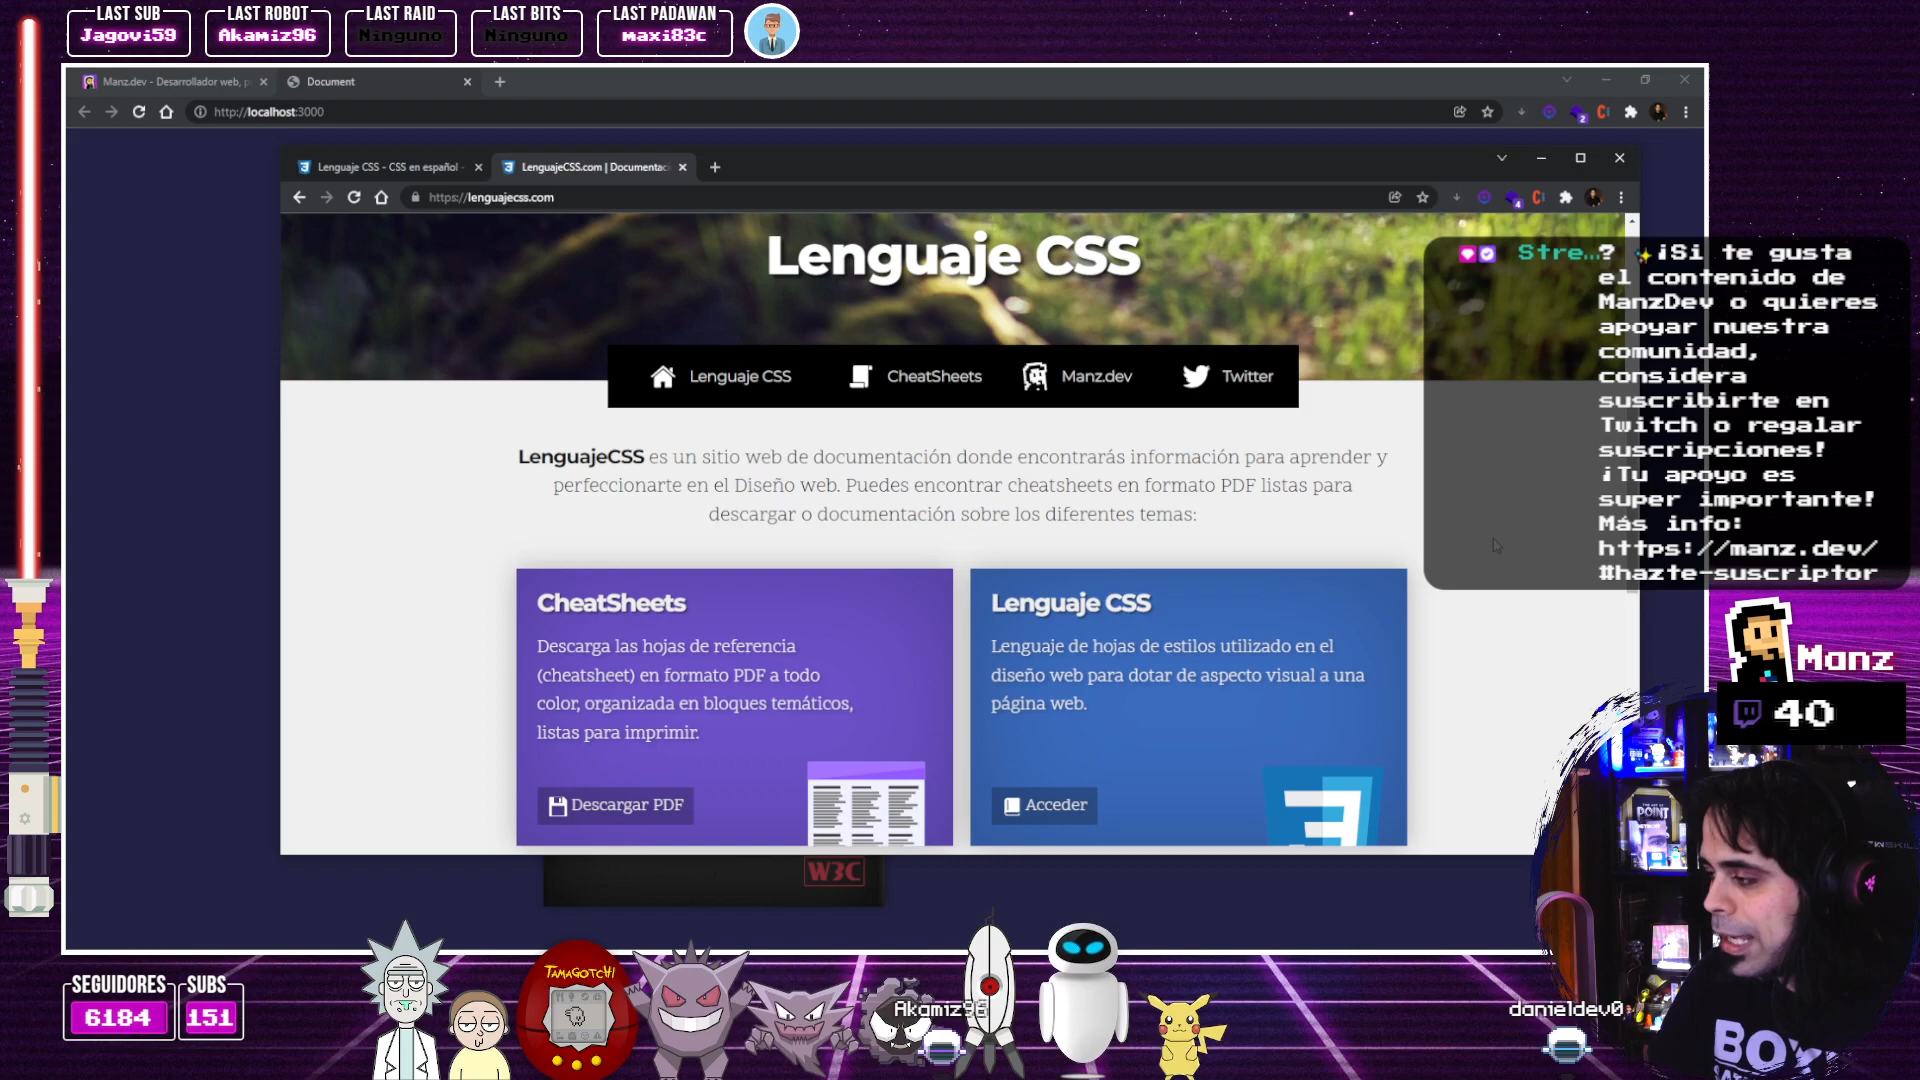 LAST SUB
Jagovi59
LAST ROBOT
Akamiz96
LAST RAID
Ninguno
LAST BITS
Ninguno
LAST PADAWAN
maxi83c
Manz.dev - Desarrollador web, p
Document
http://localhost:3000
2
Lenguaje CSS - CSS en español -
LenguajeCSS.com | Documentac
https://lenguajecss.com
4
Lenguaje CSS
Lenguaje CSS
CheatSheets
Manz.dev
Twitter
LenguajeCSS es un sitio web de documentación donde encontrarás información para aprender y
perfeccionarte en el Diseño web. Puedes encontrar cheatsheets en formato PDF listas para
descargar o documentación sobre los diferentes temas:
CheatSheets
Descarga las hojas de referencia
(cheatsheet) en formato PDF a todo
color, organizada en bloques temáticos,
listas para imprimir.
Descargar PDF
Lenguaje CSS
Lenguaje de hojas de estilos utilizado en el
diseño web para dotar de aspecto visual a una
página web.
Acceder
W3C
Stre…? ✨¡Si te gusta
el contenido de
ManzDev o quieres
apoyar nuestra
comunidad,
considera
suscribirte en
Twitch o regalar
suscripciones!
¡Tu apoyo es
super importante!
Más info:
https://manz.dev/
#hazte-suscriptor
Manz
40
POINT
SEGUIDORES
6184
SUBS
151
TAMAGOTCHI
Akamiz96
danieldev0